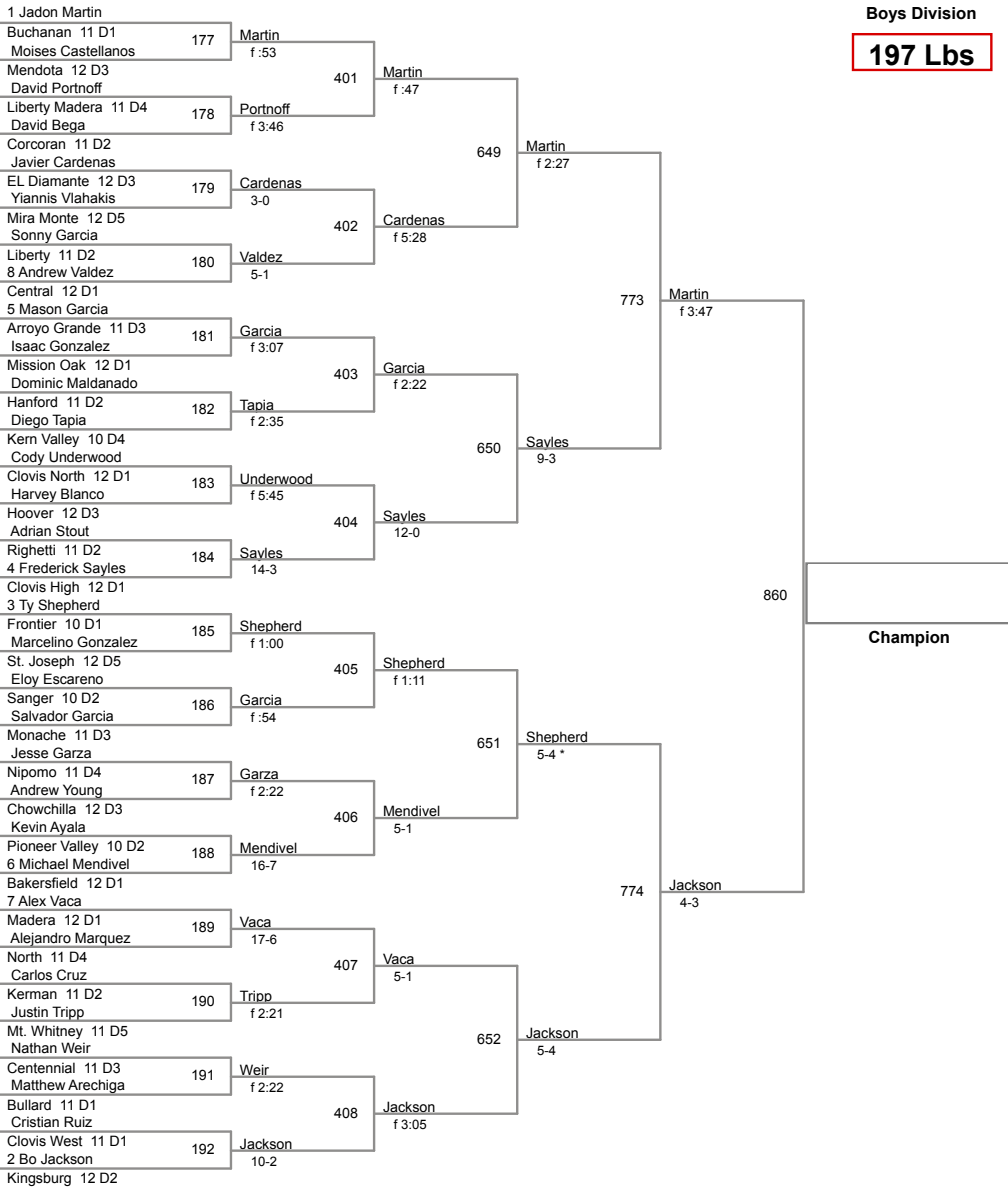 Boys Division
197 Lbs
1 Jadon Martin
Buchanan 11 D1
Moises Castellanos
Mendota 12 D3
David Portnoff
Liberty Madera 11 D4
David Bega
Corcoran 11 D2
Javier Cardenas
EL Diamante 12 D3
Yiannis Vlahakis
Mira Monte 12 D5
Sonny Garcia
Liberty 11 D2
8 Andrew Valdez
Central 12 D1
5 Mason Garcia
Arroyo Grande 11 D3
Isaac Gonzalez
Mission Oak 12 D1
Dominic Maldanado
Hanford 11 D2
Diego Tapia
Kern Valley 10 D4
Cody Underwood
Clovis North 12 D1
Harvey Blanco
Hoover 12 D3
Adrian Stout
Righetti 11 D2
4 Frederick Sayles
Clovis High 12 D1
3 Ty Shepherd
Frontier 10 D1
Marcelino Gonzalez
St. Joseph 12 D5
Eloy Escareno
Sanger 10 D2
Salvador Garcia
Monache 11 D3
Jesse Garza
Nipomo 11 D4
Andrew Young
Chowchilla 12 D3
Kevin Ayala
Pioneer Valley 10 D2
6 Michael Mendivel
Bakersfield 12 D1
7 Alex Vaca
Madera 12 D1
Alejandro Marquez
North 11 D4
Carlos Cruz
Kerman 11 D2
Justin Tripp
Mt. Whitney 11 D5
Nathan Weir
Centennial 11 D3
Matthew Arechiga
Bullard 11 D1
Cristian Ruiz
Clovis West 11 D1
2 Bo Jackson
Kingsburg 12 D2
177
178
179
180
181
182
183
184
185
186
187
188
189
190
191
192
Martin
f :53
Portnoff
f 3:46
Cardenas
3-0
Valdez
5-1
Garcia
f 3:07
Tapia
f 2:35
Underwood
f 5:45
Sayles
14-3
Shepherd
f 1:00
Garcia
f :54
Garza
f 2:22
Mendivel
16-7
Vaca
17-6
Tripp
f 2:21
Weir
f 2:22
Jackson
10-2
401
402
403
404
405
406
407
408
Martin
f :47
Cardenas
f 5:28
Garcia
f 2:22
Sayles
12-0
Shepherd
f 1:11
Mendivel
5-1
Vaca
5-1
Jackson
f 3:05
649
650
651
652
Martin
f 2:27
Sayles
9-3
Shepherd
5-4 *
Jackson
5-4
773
774
Martin
f 3:47
Jackson
4-3
860
Champion